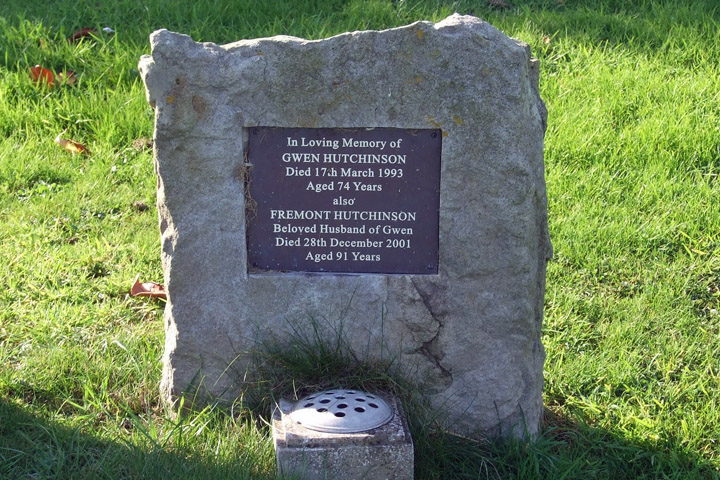 In Loving Memory of
GWEN HUTCHINSON
Died 17th March 1993
Aged 74 Years
also
FREMONT HUTCHINSON
Beloved Husband of Gwen
Died 28th December 2001
Aged 91 Years